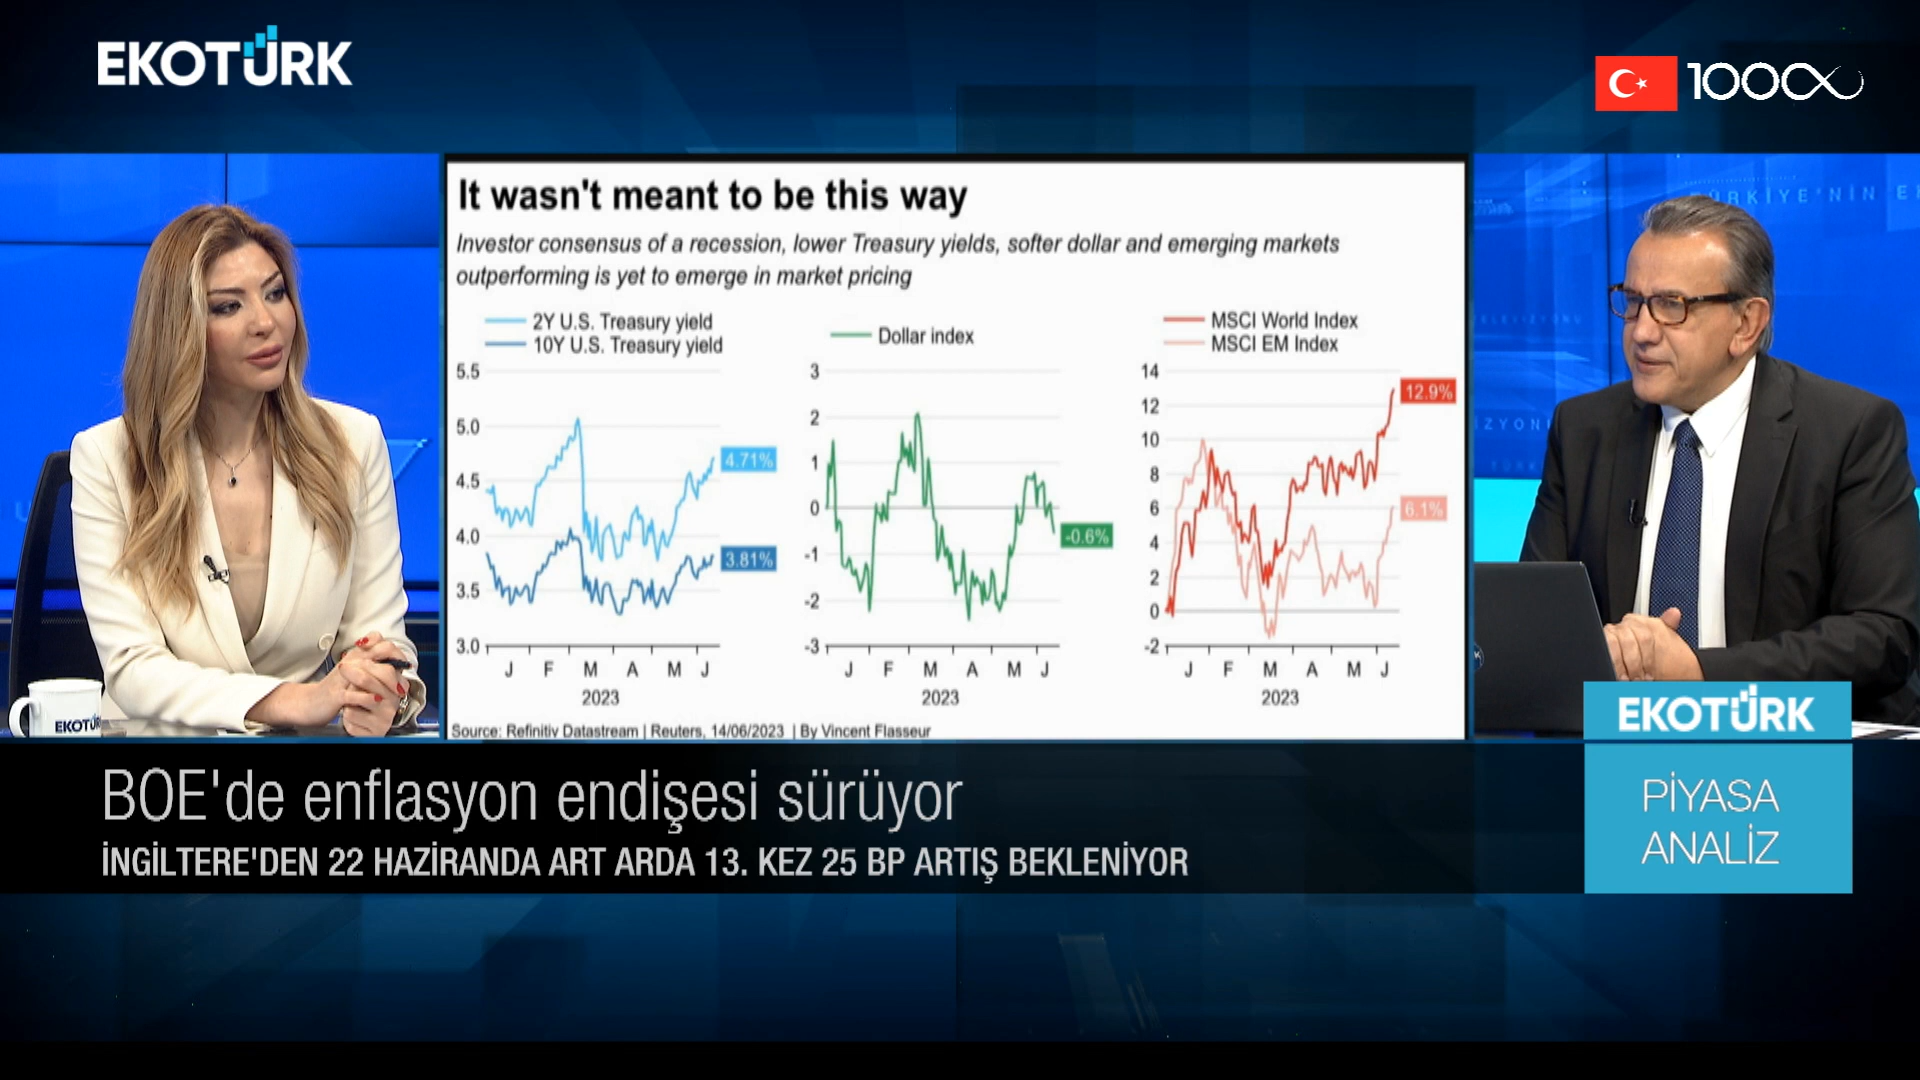 EKOTÜRK
100
TÜRKİYE'NİN E
It wasn't meant to be this way
Investor consensus of a recession, lower Treasury yields, softer dollar and emerging markets
outperforming is yet to emerge in market pricing
2Y U.S. Treasury yield
10Y U.S. Treasury yield
5.5
5.0
4.5
4.0
3.5
3.0
4.71%
3.81%
J F M A M J
2023
Dollar index
3
2
1
0
-1
-2
-3
-0.6%
J F M A M J
2023
MSCI World Index
MSCI EM Index
14
12
10
8
6
4
2
0
-2
12.9%
6.1%
J F M A M J
2023
Source: Refinitiv Datastream | Reuters, 14/06/2023 | By Vincent Flasseur
EKOTÜRK
EKOTÜRK
BOE'de enflasyon endişesi sürüyor
İNGİLTERE'DEN 22 HAZİRANDA ART ARDA 13. KEZ 25 BP ARTIŞ BEKLENİYOR
PİYASA
ANALİZ